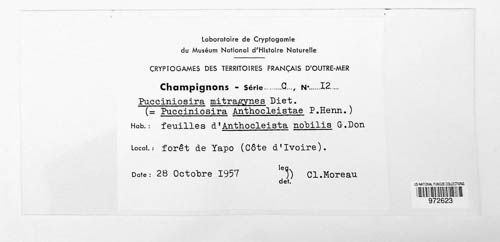 Laboratoire de Cryptogamie
du Muséum National d'Histoire Naturelle
CRYPTOGAMES DES TERRITOIRES FRANÇAIS D'OUTRE-MER
Champignons - Série C, N° I2
Pucciniosira mitragynes Diet.
(= Pucciniosira Anthocleistae P.Henn.)
Hab.: feuilles d'Anthocleista nobilis G.Don
Local.: forêt de Yapo (Côte d'Ivoire).
Date: 28 Octobre 1957 leg. det. )) Cl.Moreau
US NATIONAL FUNGUS COLLECTIONS
972623